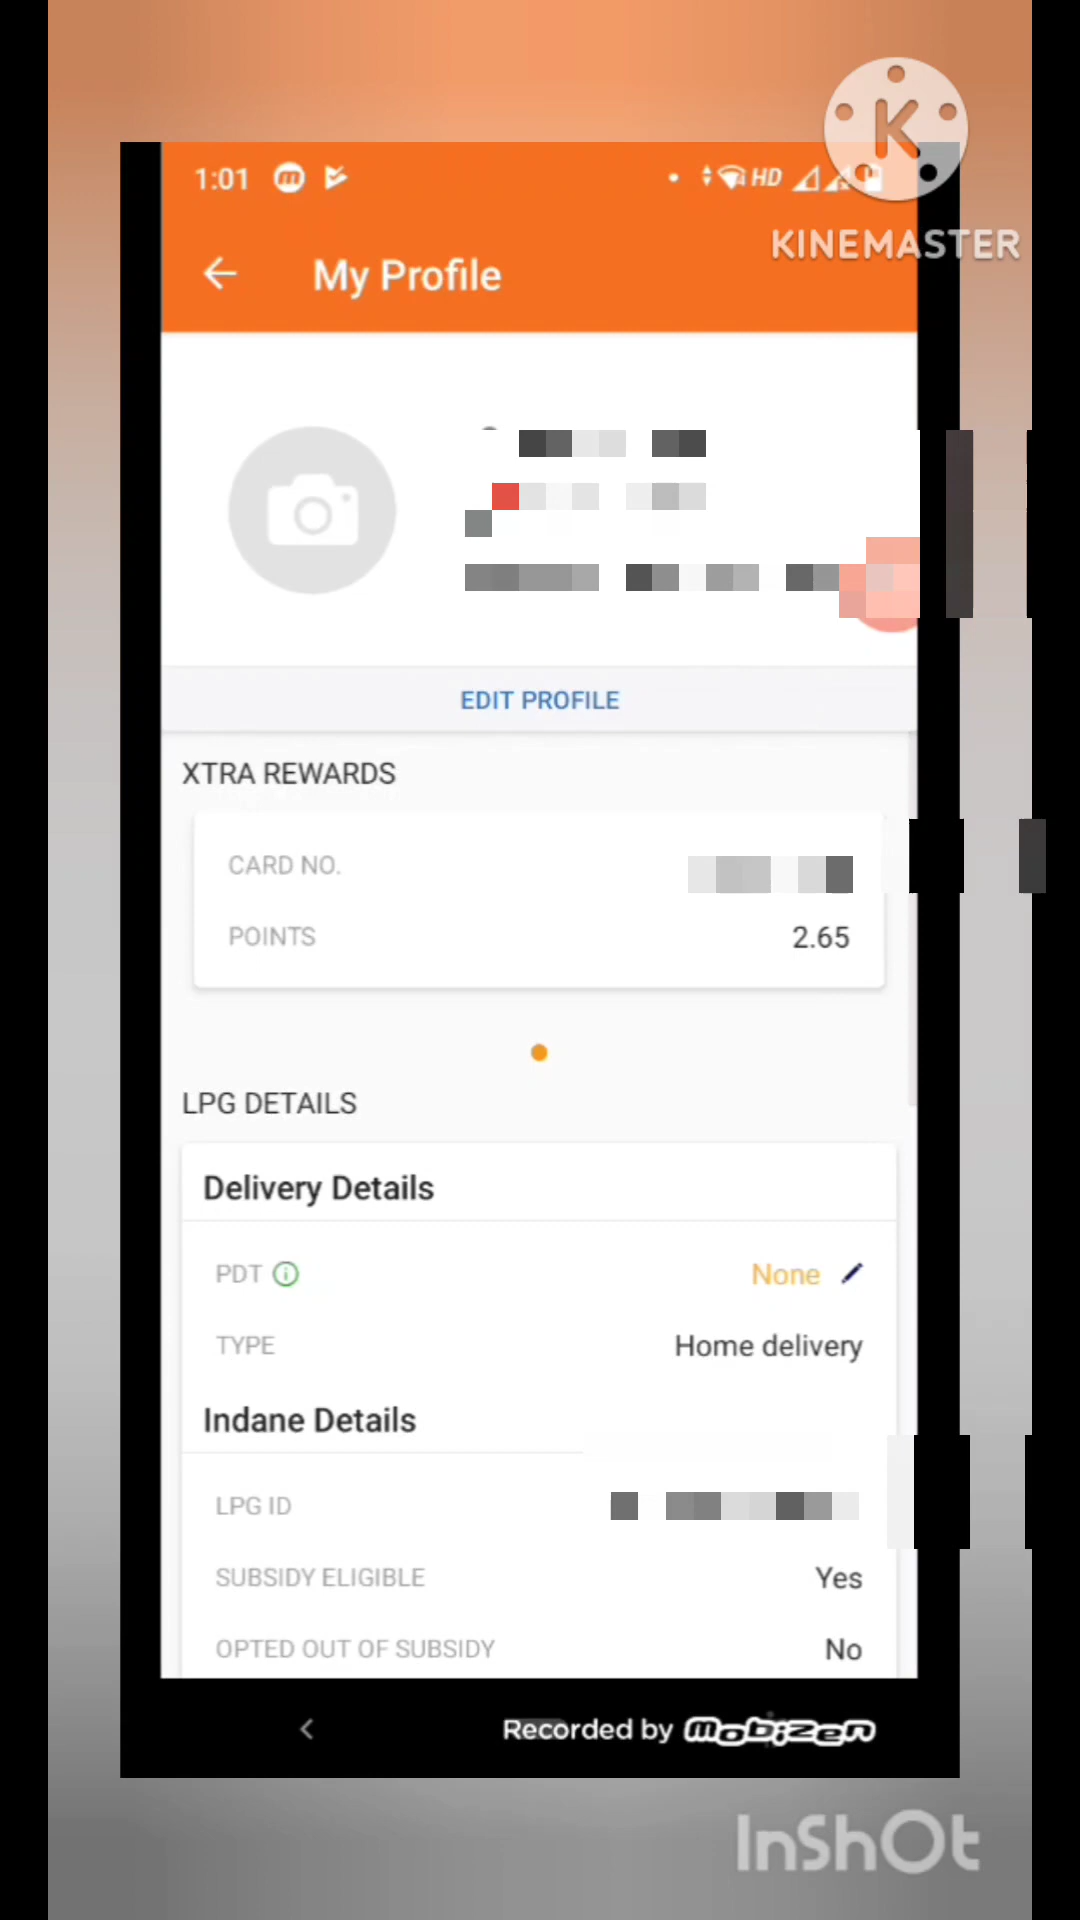 1:01 HD
K
KINEMASTER
My Profile
EDIT PROFILE
XTRA REWARDS
CARD NO.
POINTS 2.65
LPG DETAILS
Delivery Details
PDT None
TYPE Home delivery
Indane Details
LPG ID
SUBSIDY ELIGIBLE Yes
OPTED OUT OF SUBSIDY No
Recorded by mobizen
InShOt